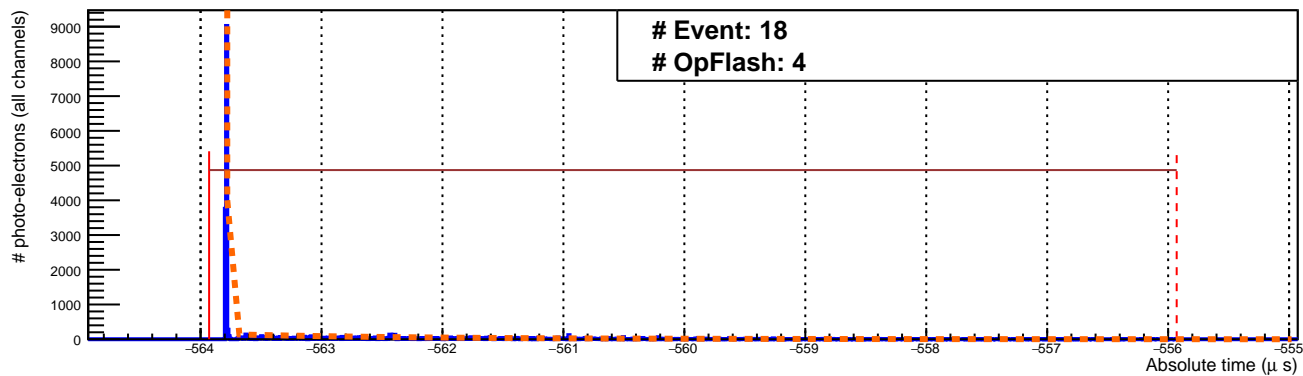 # Event: 18
# OpFlash: 4
# photo-electrons (all channels)
9000
8000
7000
6000
5000
4000
3000
2000
1000
0
−564 −563 −562 −561 −560 −559 −558 −557 −556 −555
Absolute time (μ s)